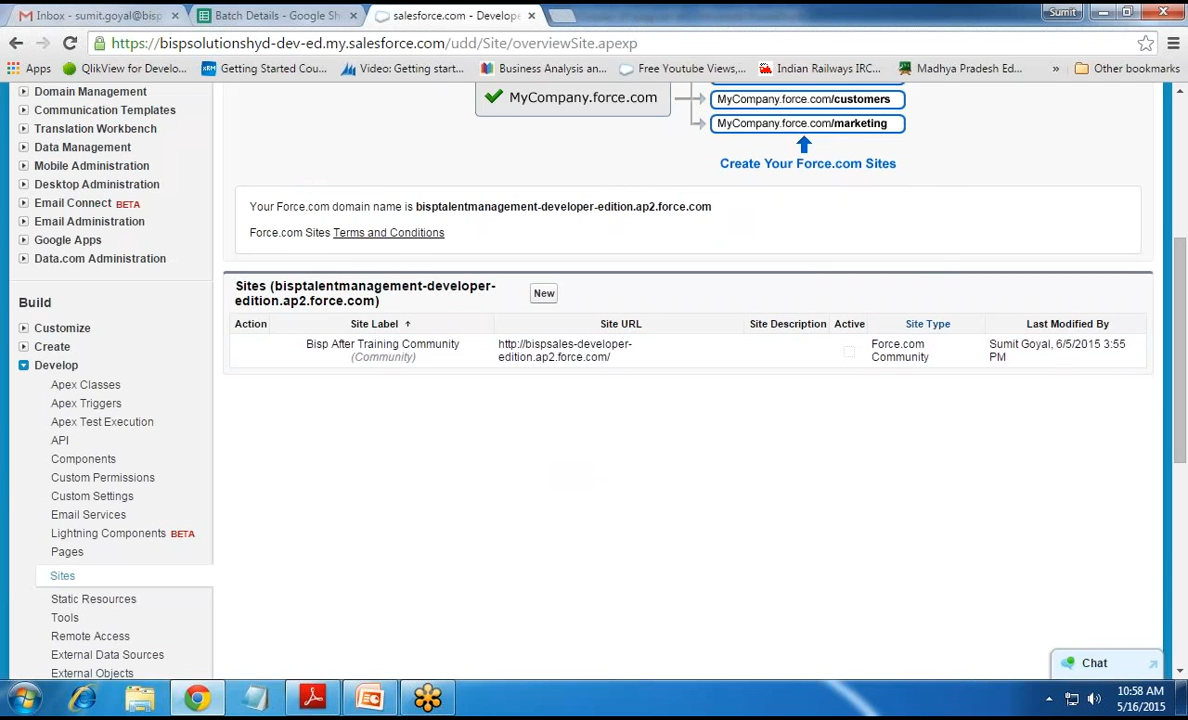 Inbox - sumit.goyal@bisp
Batch Details - Google Sh
salesforce.com - Develope
Sumit
https://bispsolutionshyd-dev-ed.my.salesforce.com/udd/Site/overviewSite.apexp
Apps
QlikView for Develo...
Getting Started Cou...
Video: Getting start...
Business Analysis an...
Free Youtube Views,...
Indian Railways IRC...
Madhya Pradesh Ed...
»
Other bookmarks
Domain Management
Communication Templates
Translation Workbench
Data Management
Mobile Administration
Desktop Administration
Email Connect BETA
Email Administration
Google Apps
Data.com Administration
Build
Customize
Create
Develop
Apex Classes
Apex Triggers
Apex Test Execution
API
Components
Custom Permissions
Custom Settings
Email Services
Lightning Components BETA
Pages
Sites
Static Resources
Tools
Remote Access
External Data Sources
External Objects
MyCompany.force.com
MyCompany.force.com/customers
MyCompany.force.com/marketing
Create Your Force.com Sites
Your Force.com domain name is bisptalentmanagement-developer-edition.ap2.force.com
Force.com Sites Terms and Conditions
Sites (bisptalentmanagement-developer-
edition.ap2.force.com)
New
Action Site Label ↑ Site URL Site Description Active Site Type Last Modified By
Bisp After Training Community
(Community)
http://bispsales-developer-
edition.ap2.force.com/
Force.com
Community
Sumit Goyal, 6/5/2015 3:55
PM
Chat
10:58 AM
5/16/2015